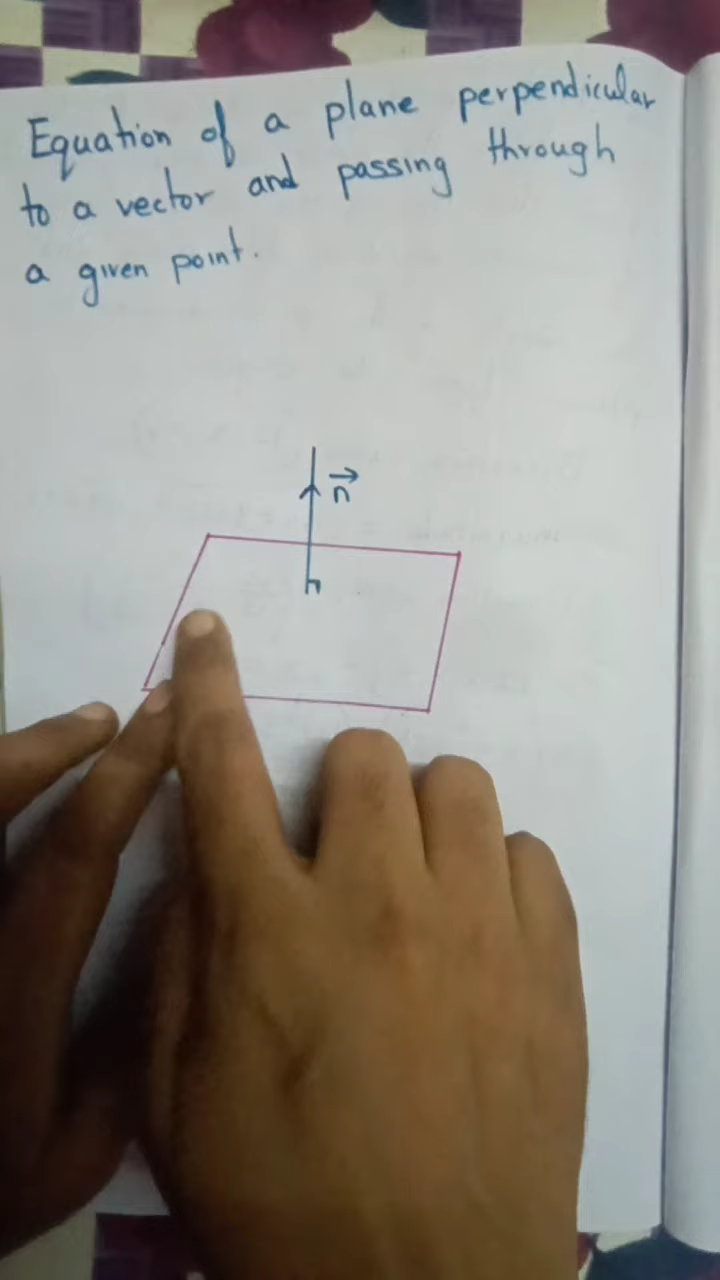 Equation of a plane perpendicular
to a vector and passing through
a given point.
n⃗